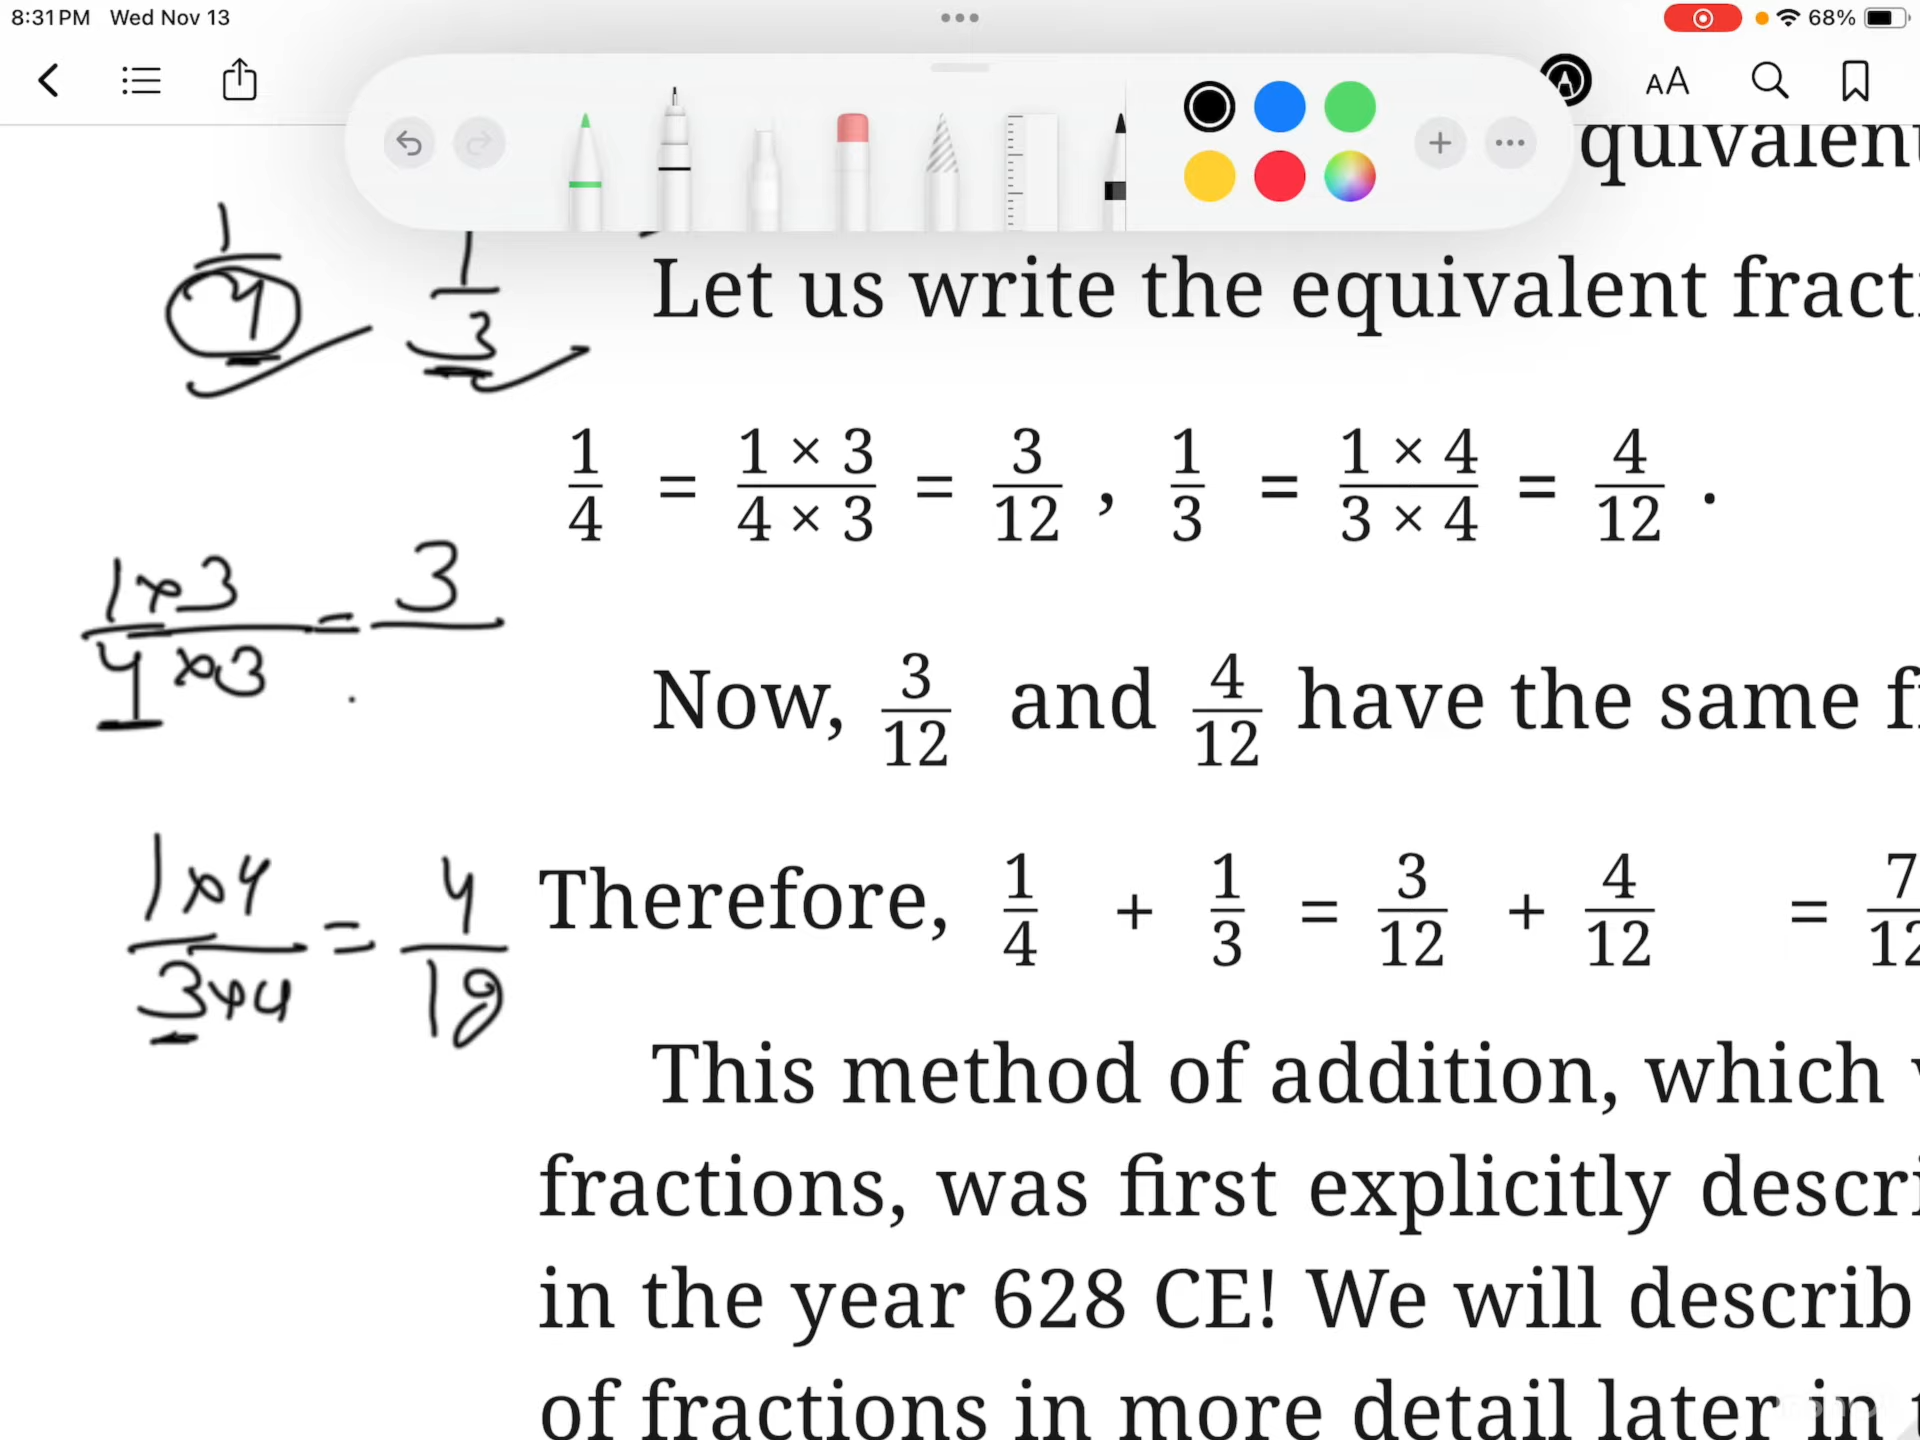 8:31 PM Wed Nov 13
68%
AA
quivalent
Let us write the equivalent fract
1/4 1/3
1/4 = 1 × 3/4 × 3 = 3/12 , 1/3 = 1 × 4/3 × 4 = 4/12 .
1×3/4×3 = 3/
Now, 3/12 and 4/12 have the same f
1×4/3×4 = 4/12
Therefore, 1/4 + 1/3 = 3/12 + 4/12 = 7/12
This method of addition, which
fractions, was first explicitly descri
in the year 628 CE! We will describ
of fractions in more detail later in t